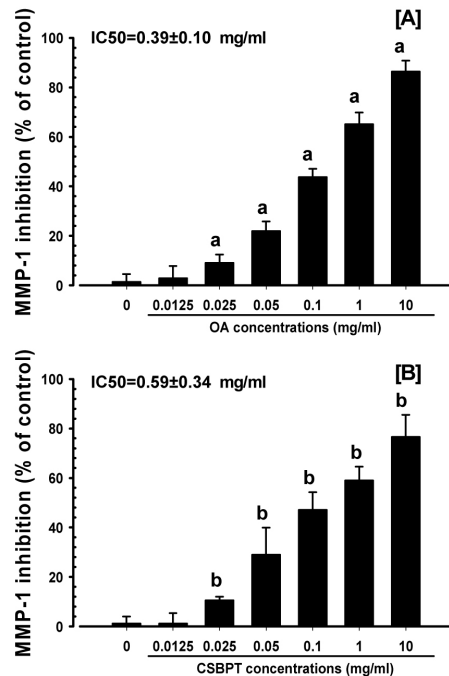 [A]
IC50=0.39±0.10 mg/ml
MMP-1 inhibition (% of control)
100
80
60
40
20
0
a
a
a
a
a
0 0.0125 0.025 0.05 0.1 1 10
OA concentrations (mg/ml)
[B]
IC50=0.59±0.34 mg/ml
MMP-1 inhibition (% of control)
100
80
60
40
20
0
b
b
b
b
b
0 0.0125 0.025 0.05 0.1 1 10
CSBPT concentrations (mg/ml)